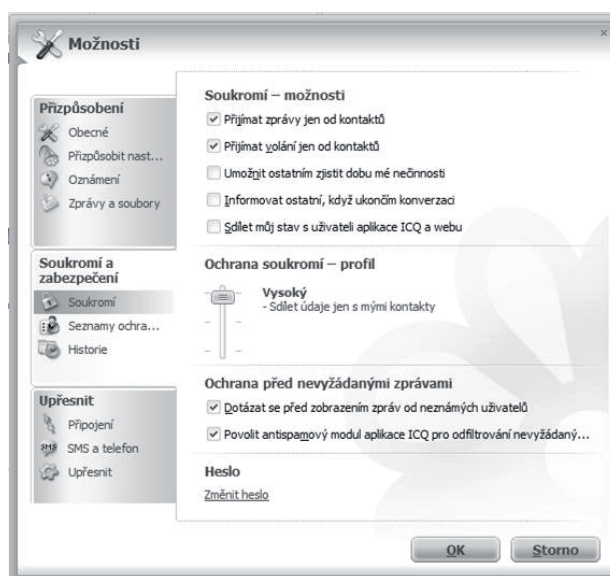 Možnosti
Přizpůsobení
Obecné
Přizpůsobit nast...
Oznámení
Zprávy a soubory
Soukromí a
zabezpečení
Soukromí
Seznamy ochra...
Historie
Upřesnit
Připojení
SMS a telefon
Upřesnit
Soukromí – možnosti
Přijímat zprávy jen od kontaktů
Přijímat volání jen od kontaktů
Umožnit ostatním zjistit dobu mé nečinnosti
Informovat ostatní, když ukončím konverzaci
Sdílet můj stav s uživateli aplikace ICQ a webu
Ochrana soukromí – profil
Vysoký
- Sdílet údaje jen s mými kontakty
Ochrana před nevyžádanými zprávami
Dotázat se před zobrazením zpráv od neznámých uživatelů
Povolit antispamový modul aplikace ICQ pro odfiltrování nevyžádaný...
Heslo
Změnit heslo
OK
Storno